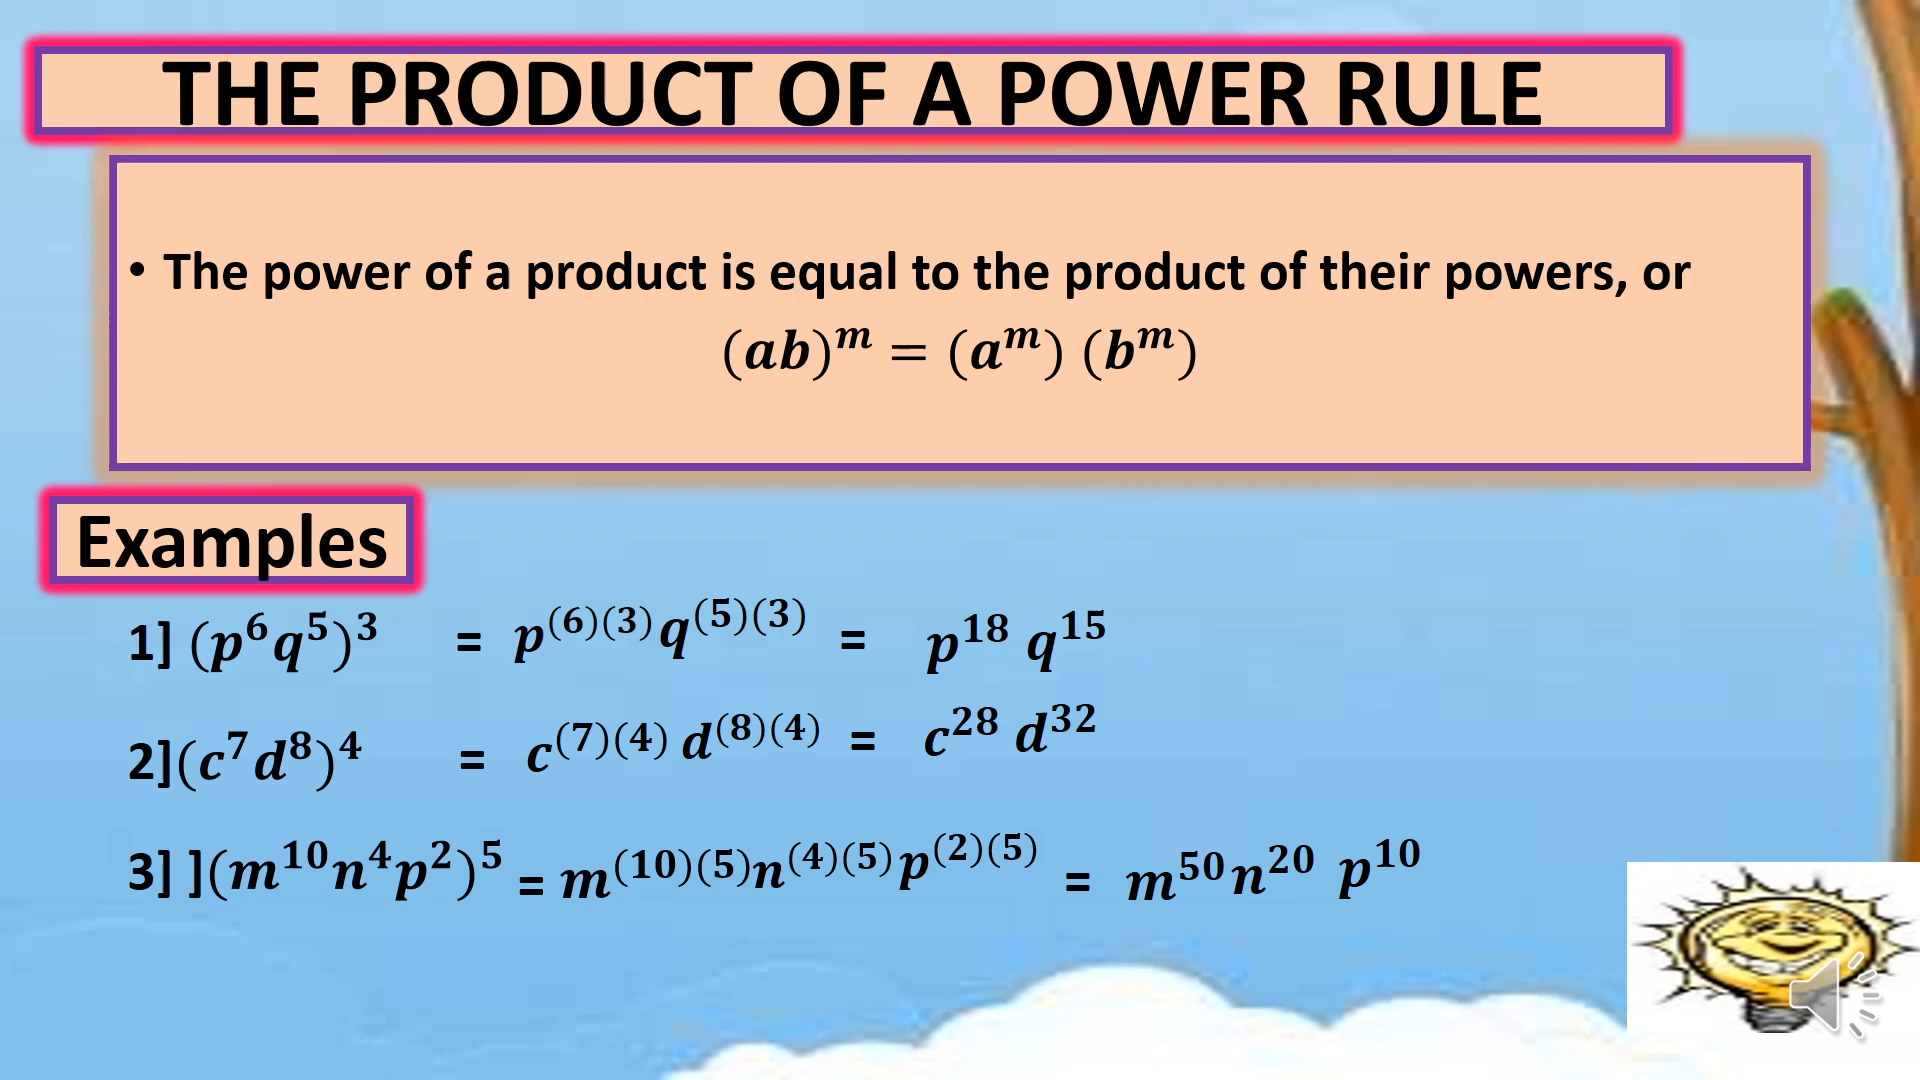 THE PRODUCT OF A POWER RULE
• The power of a product is equal to the product of their powers, or
(ab)^m = (a^m) (b^m)
Examples
1] (p^6q^5)^3 = p^(6)(3)q^(5)(3) = p^18 q^15
2](c^7d^8)^4 = c^(7)(4) d^(8)(4) = c^28 d^32
3] ](m^10n^4p^2)^5 = m^(10)(5)n^(4)(5)p^(2)(5) = m^50n^20 p^10